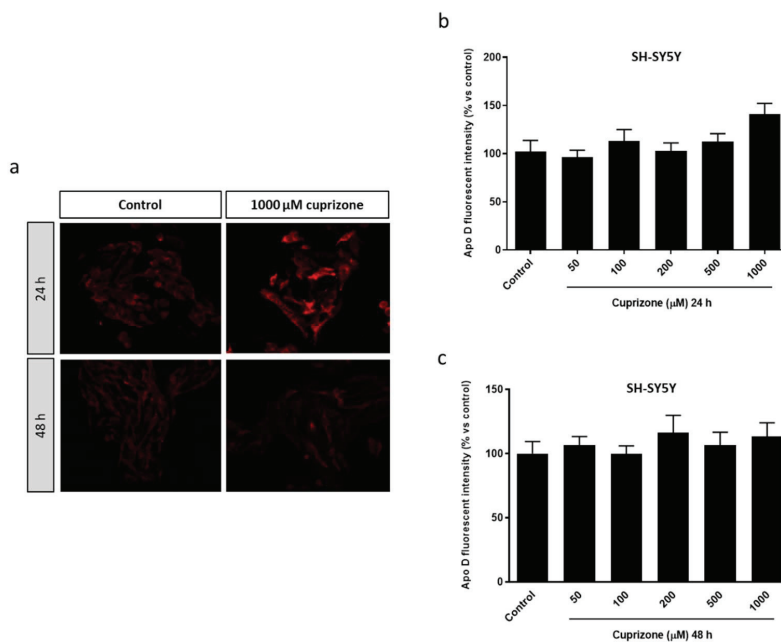 a
Control
1000 μM cuprizone
24 h
48 h
b
SH-SY5Y
Apo D fluorescent intensity (% vs control)
200
150
100
50
0
Control
50
100
200
500
1000
Cuprizone (μM) 24 h
c
SH-SY5Y
Apo D fluorescent intensity (% vs control)
150
100
50
0
Control
50
100
200
500
1000
Cuprizone (μM) 48 h